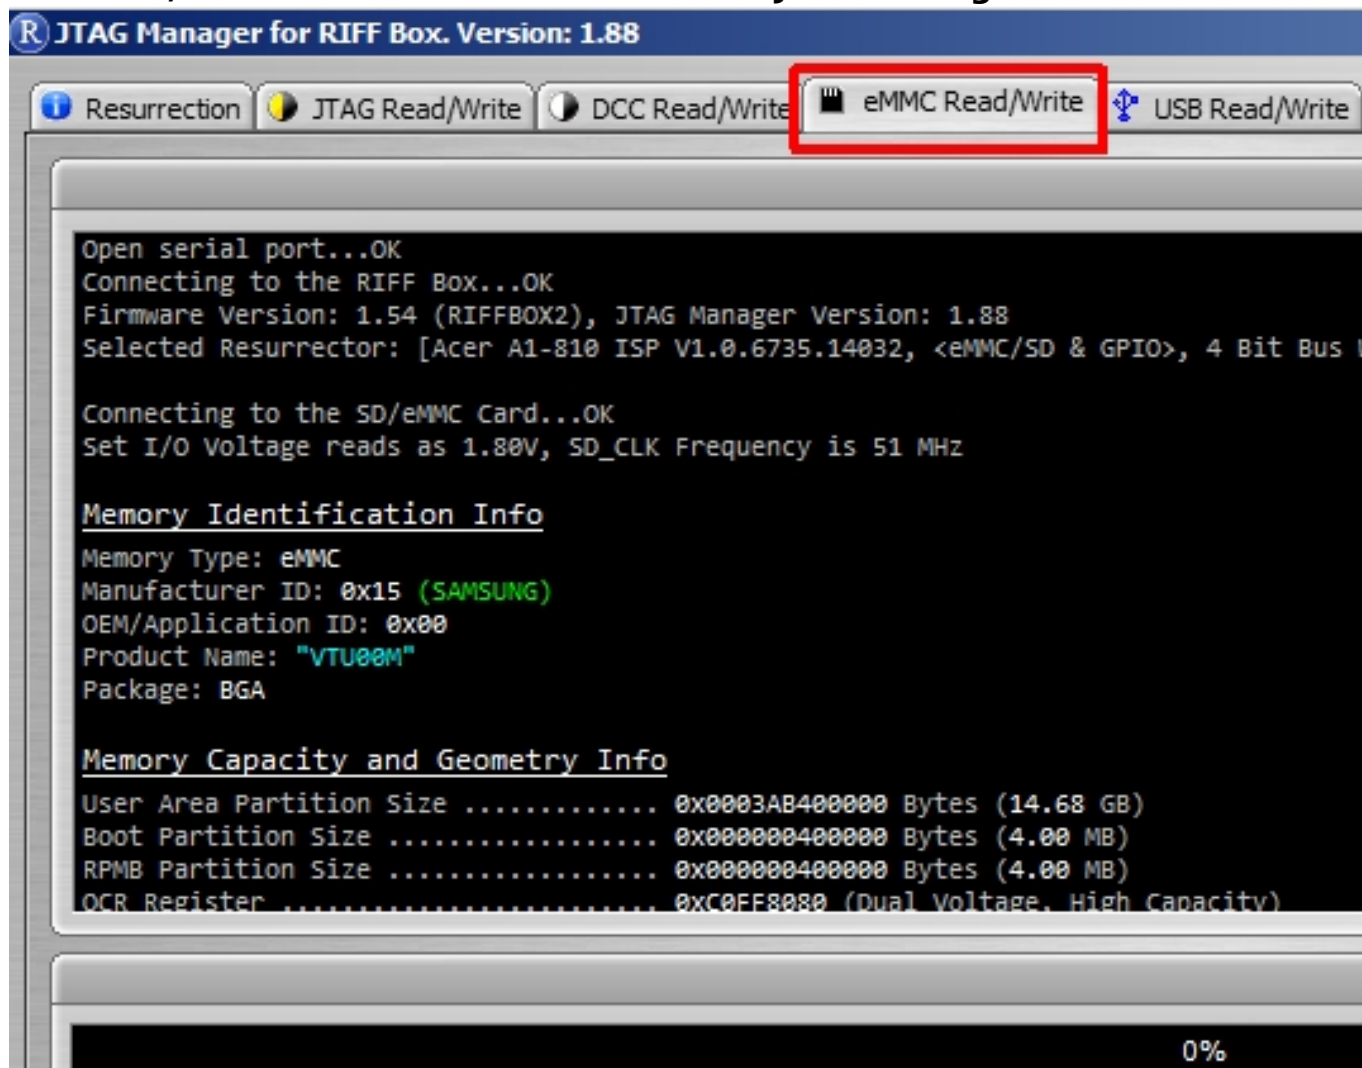 R JTAG Manager for RIFF Box. Version: 1.88
Resurrection JTAG Read/Write DCC Read/Write eMMC Read/Write USB Read/Write
Open serial port...OK
Connecting to the RIFF Box...OK
Firmware Version: 1.54 (RIFFBOX2), JTAG Manager Version: 1.88
Selected Resurrector: [Acer A1-810 ISP V1.0.6735.14032, <eMMC/SD & GPIO>, 4 Bit Bus
Connecting to the SD/eMMC Card...OK
Set I/O Voltage reads as 1.80V, SD_CLK Frequency is 51 MHz
Memory Identification Info
Memory Type: eMMC
Manufacturer ID: 0x15 (SAMSUNG)
OEM/Application ID: 0x00
Product Name: "VTU00M"
Package: BGA
Memory Capacity and Geometry Info
User Area Partition Size ............. 0x0003AB400000 Bytes (14.68 GB)
Boot Partition Size .................. 0x000000400000 Bytes (4.00 MB)
RPMB Partition Size .................. 0x000000400000 Bytes (4.00 MB)
OCR Register ......................... 0xC0FF8080 (Dual Voltage, High Capacity)
0%